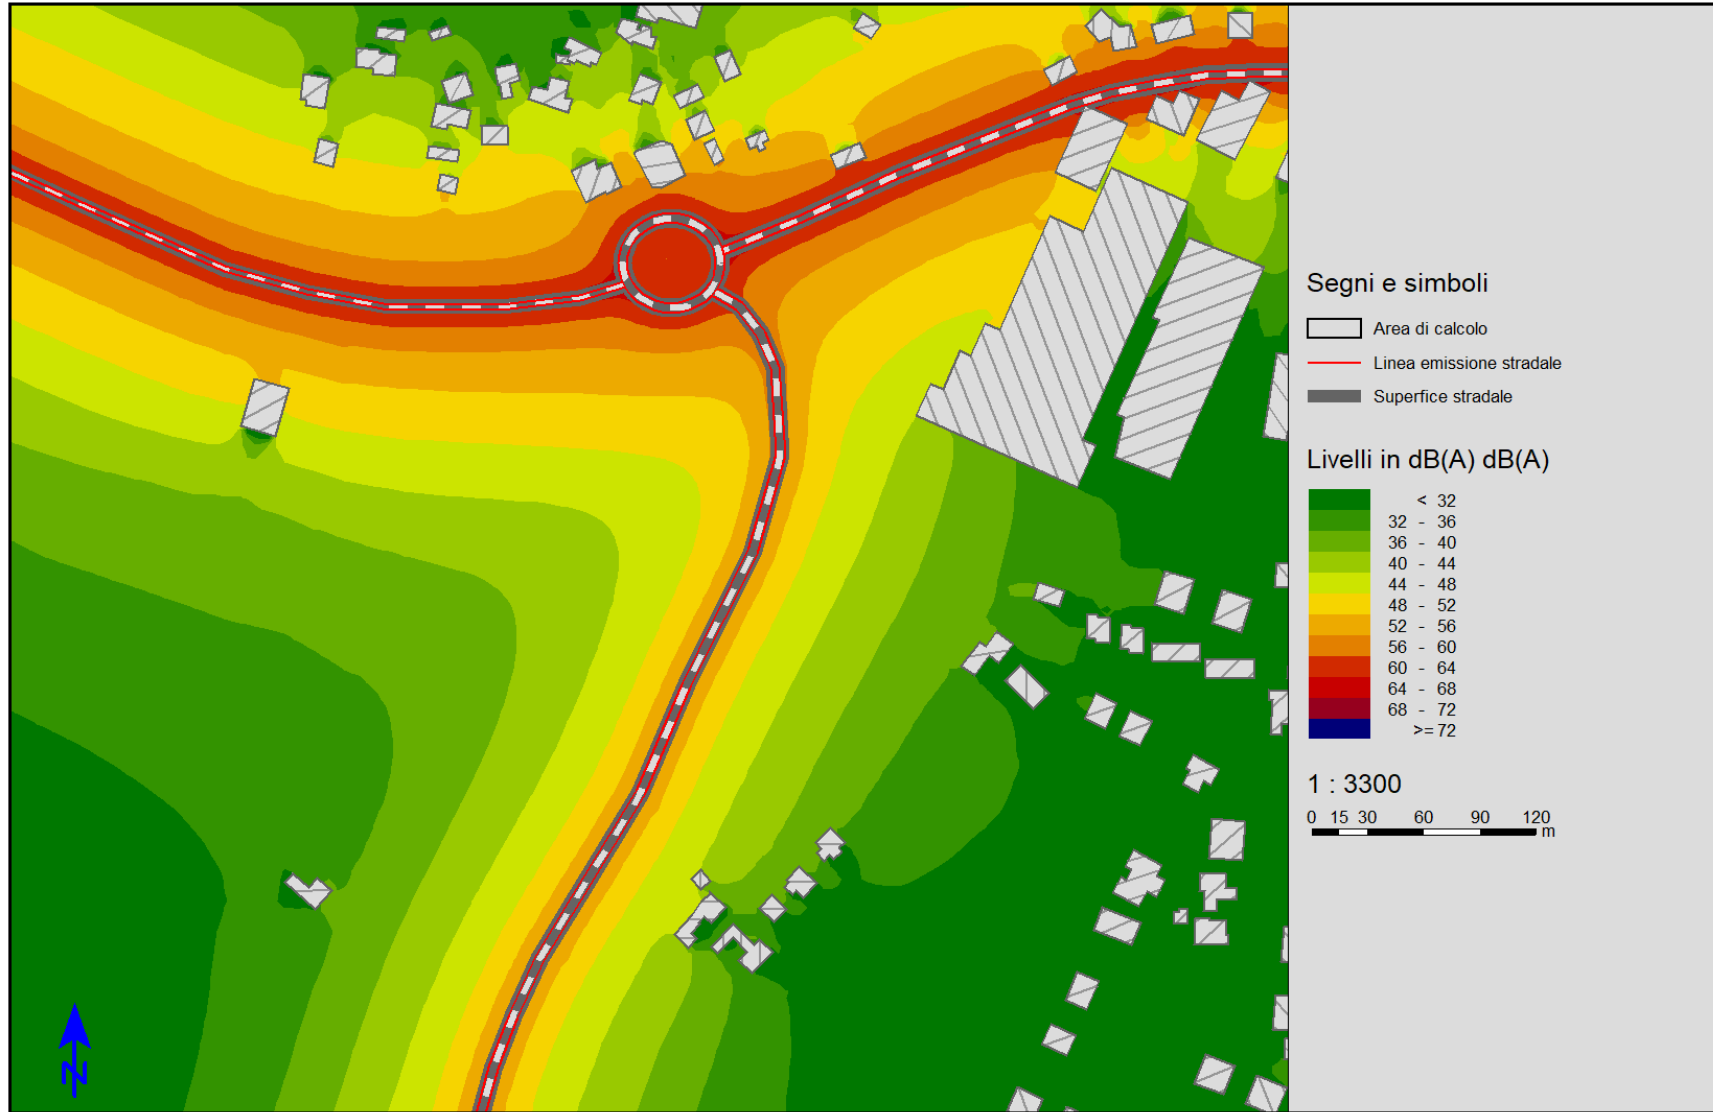 Segni e simboli
Area di calcolo
Linea emissione stradale
Superfice stradale
Livelli in dB(A) dB(A)
< 32
32 - 36
36 - 40
40 - 44
44 - 48
48 - 52
52 - 56
56 - 60
60 - 64
64 - 68
68 - 72
>= 72
1 : 3300
0 15 30 60 90 120
m
N